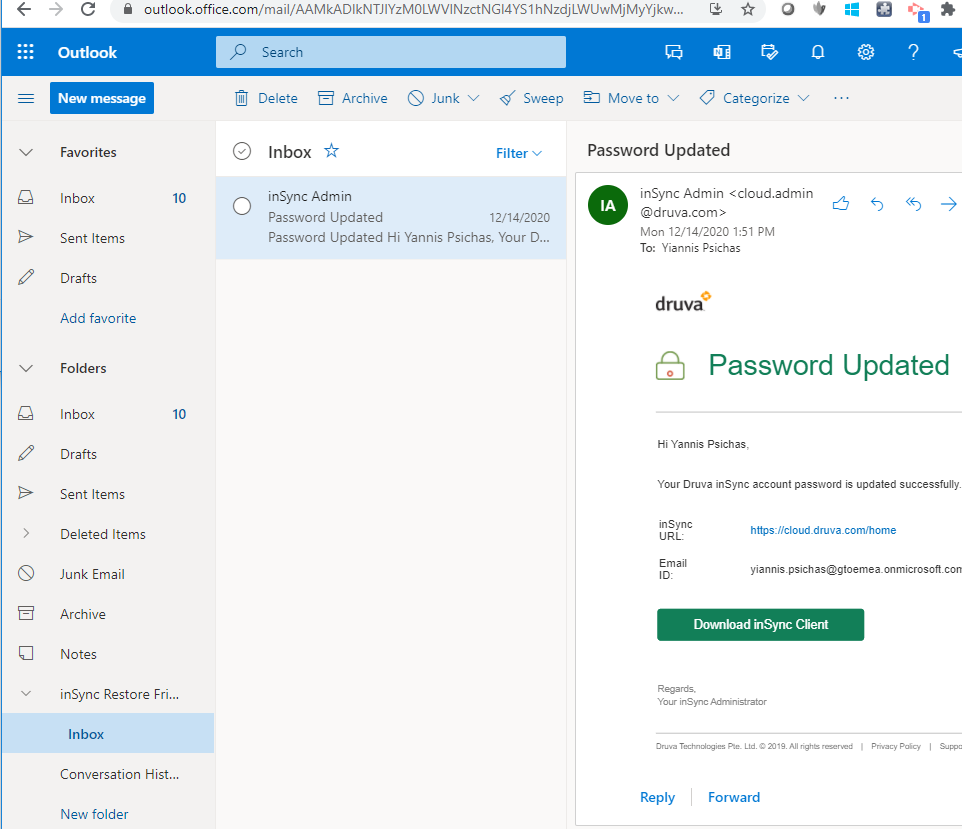 outlook.office.com/mail/
Outlook
Search
1
New message
Delete
Archive
Junk
Sweep
Move to
Categorize
...
Favorites
Inbox 10
Sent Items
Drafts
Add favorite
Folders
Inbox 10
Drafts
Sent Items
Deleted Items
Junk Email
Archive
Notes
inSync Restore Fri...
Inbox
Conversation Hist...
New folder
Inbox
Filter
inSync Admin
Password Updated 12/14/2020
Password Updated Hi Yannis Psichas, Your D...
Password Updated
IA
inSync Admin <cloud.admin
@druva.com>
Mon 12/14/2020 1:51 PM
To: Yiannis Psichas
druva
Password Updated
Hi Yannis Psichas,
Your Druva inSync account password is updated successfully.
inSync
URL:
https://cloud.druva.com/home
Email
ID:
yiannis.psichas@gtoemea.onmicrosoft.com
Download inSync Client
Regards,
Your inSync Administrator
Druva Technologies Pte. Ltd. © 2019. All rights reserved | Privacy Policy | Suppo
Reply
Forward